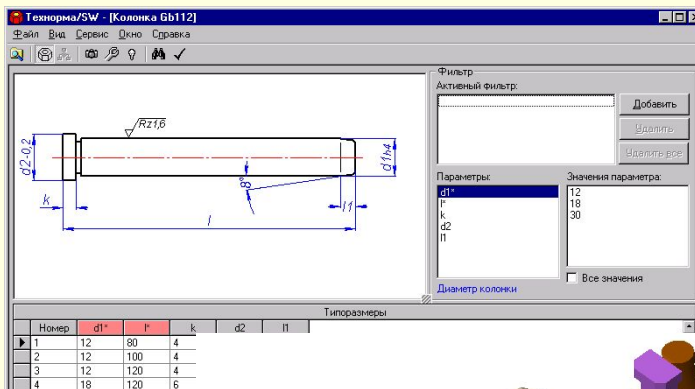 Технорма/SW - [Колонка Gb112]
Файл Вид Сервис Окно Справка
Фильтр
Активный фильтр:
Добавить
Удалить
Удалить все
Rz1,6
d2-0,2
d1h4
8°
k
l1
l
Параметры:
Значения параметра:
d1*
l*
k
d2
l1
12
18
30
Все значения
Диаметр колонки
Типоразмеры
Номер d1* l* k d2 l1
1 12 80 4
2 12 100 4
3 12 120 4
4 18 120 6